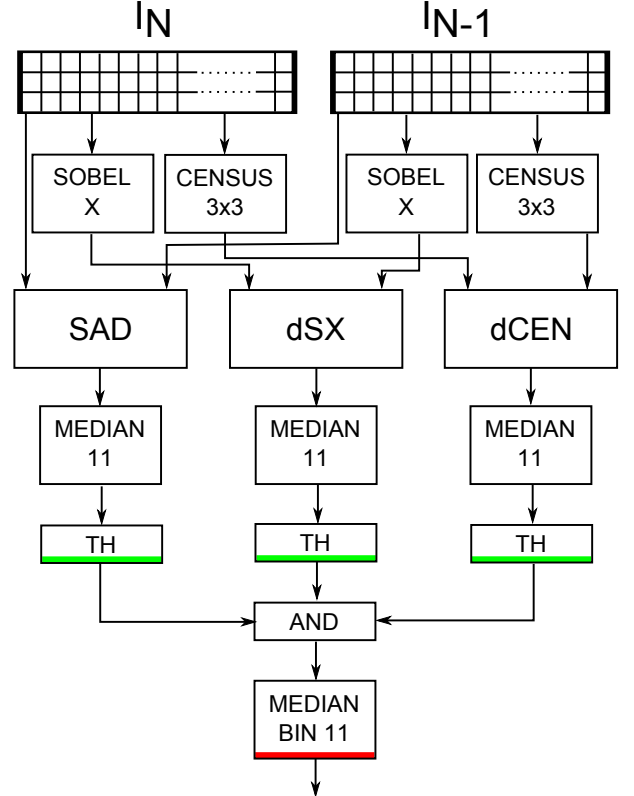 IN
IN-1
SOBEL
X
CENSUS
3x3
SOBEL
X
CENSUS
3x3
SAD
dSX
dCEN
MEDIAN
11
MEDIAN
11
MEDIAN
11
TH
TH
TH
AND
MEDIAN
BIN 11